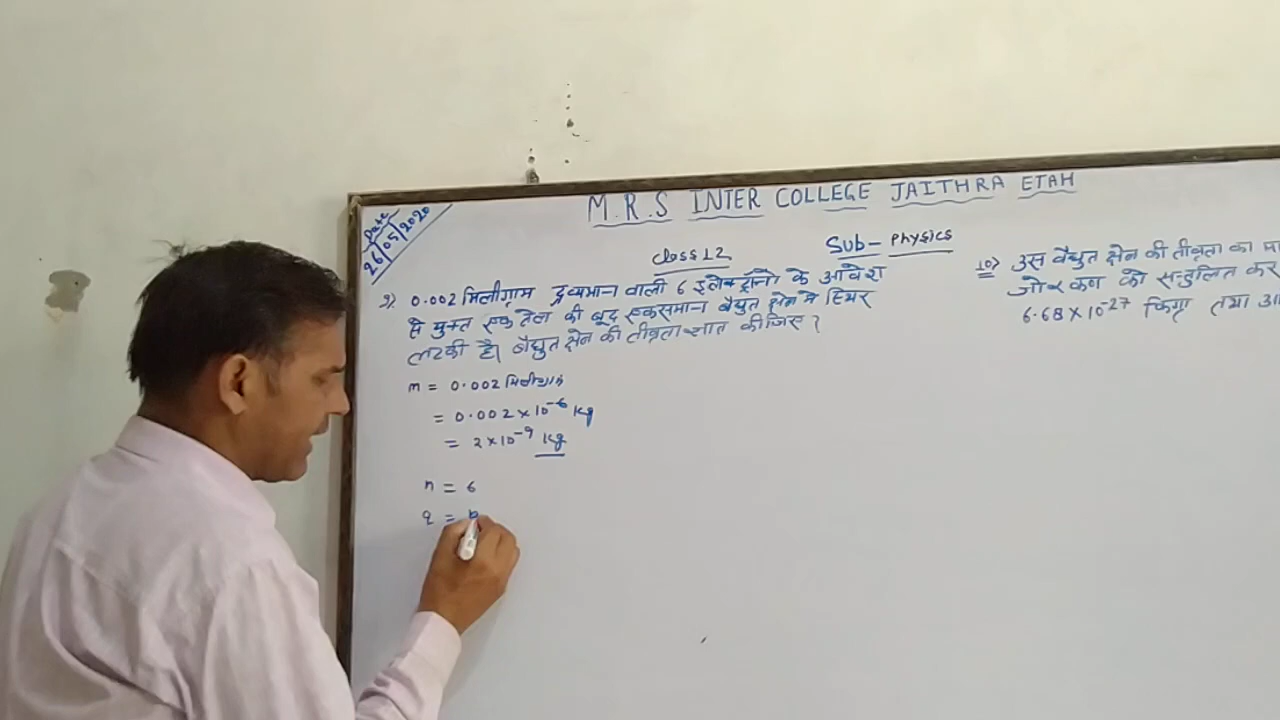 M.R.S INTER COLLEGE JAITHRA ETAH
Date
26/05/2020
Class 12
Sub- Physics
9) 0.002 मिलीग्राम द्रव्यमान वाली 6 इलेक्ट्रॉनों के आवेश
से युक्त एक तेल की बूंद एकसमान वैद्युत क्षेत्र मे स्थिर
लटकी है। वैद्युत क्षेत्र की तीव्रता ज्ञात कीजिए?
m = 0.002 मिलीग्राम
= 0.002 × 10⁻⁶ kg
= 2×10⁻⁹ kg
n = 6
q =
10) उस वैद्युत क्षेत्र की तीव्रता का
जो कण को सन्तुलित कर
6.68 × 10⁻²⁷ किग्रा तथा